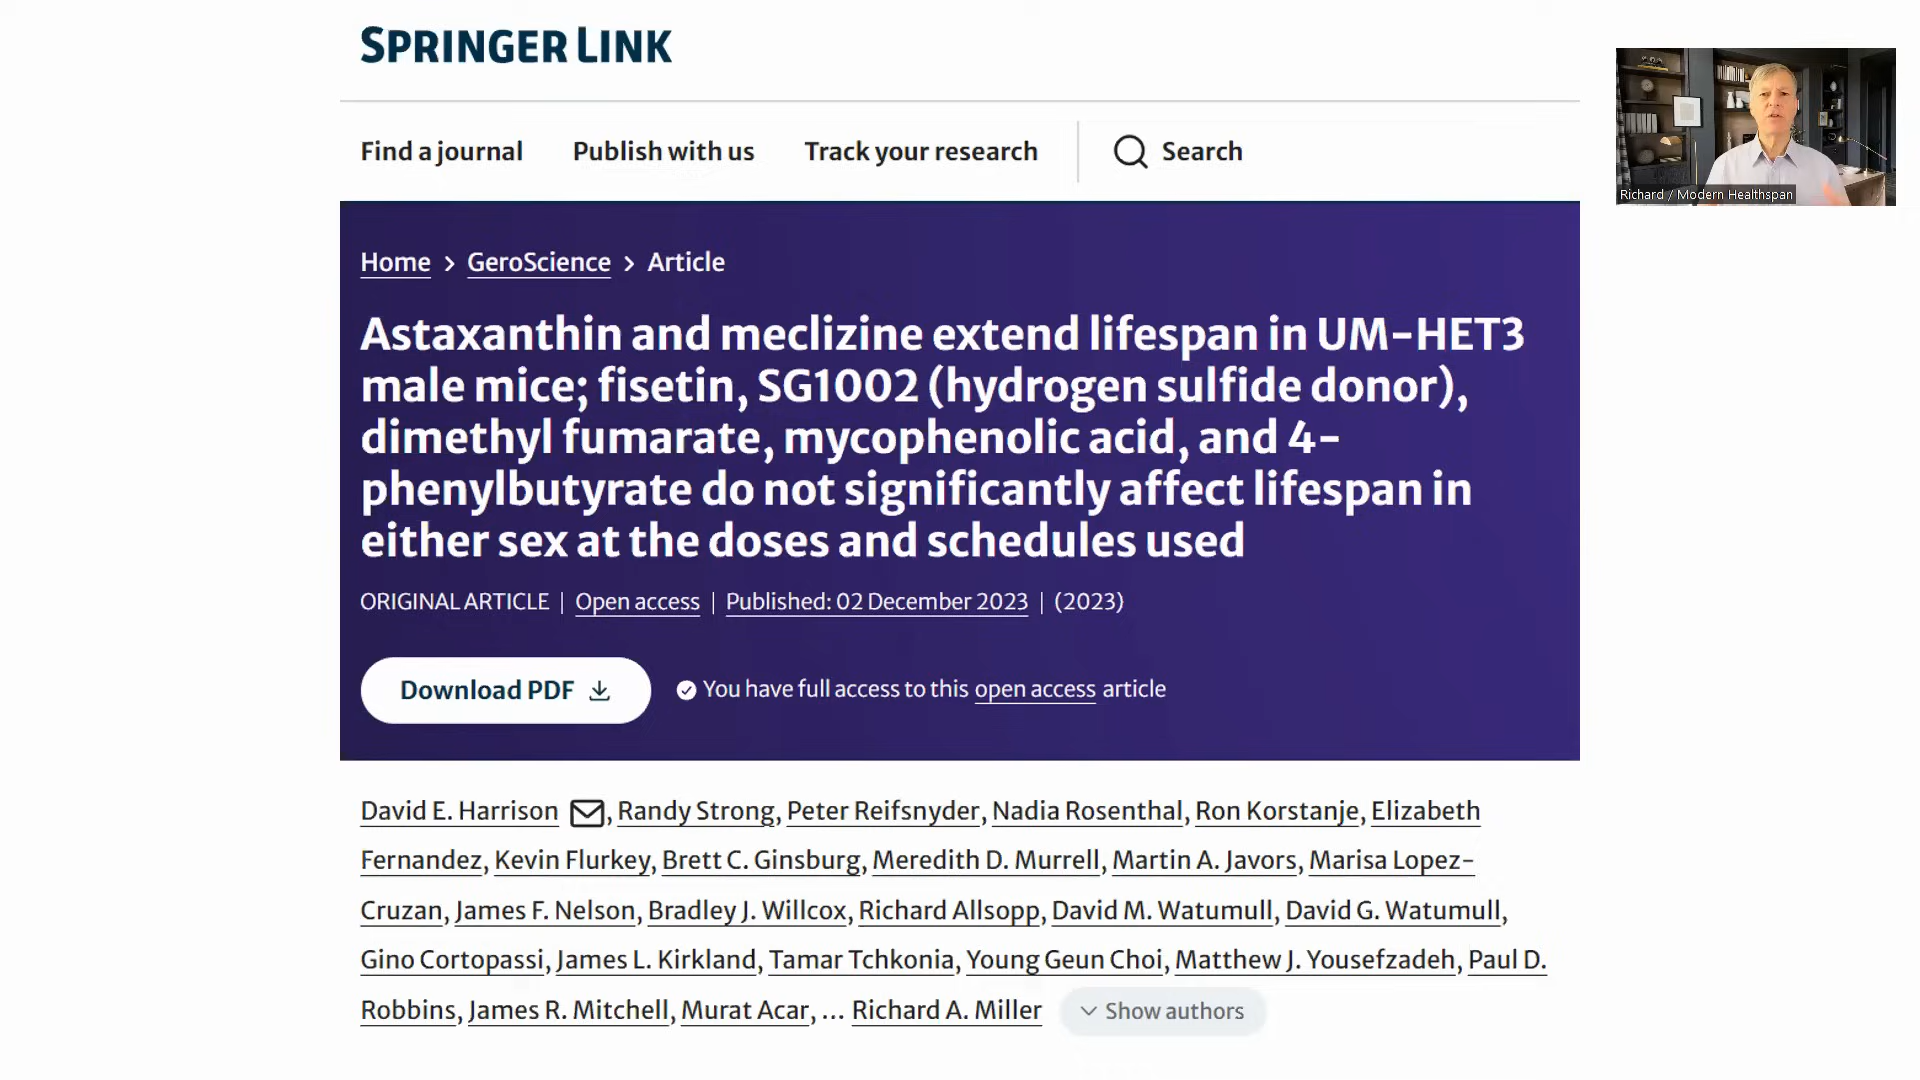 SPRINGER LINK
Find a journal Publish with us Track your research Search
Richard / Modern Healthspan
Home > GeroScience > Article
Astaxanthin and meclizine extend lifespan in UM-HET3
male mice; fisetin, SG1002 (hydrogen sulfide donor),
dimethyl fumarate, mycophenolic acid, and 4-
phenylbutyrate do not significantly affect lifespan in
either sex at the doses and schedules used
ORIGINAL ARTICLE | Open access | Published: 02 December 2023 | (2023)
Download PDF You have full access to this open access article
David E. Harrison , Randy Strong, Peter Reifsnyder, Nadia Rosenthal, Ron Korstanje, Elizabeth
Fernandez, Kevin Flurkey, Brett C. Ginsburg, Meredith D. Murrell, Martin A. Javors, Marisa Lopez-
Cruzan, James F. Nelson, Bradley J. Willcox, Richard Allsopp, David M. Watumull, David G. Watumull,
Gino Cortopassi, James L. Kirkland, Tamar Tchkonia, Young Geun Choi, Matthew J. Yousefzadeh, Paul D.
Robbins, James R. Mitchell, Murat Acar, … Richard A. Miller Show authors